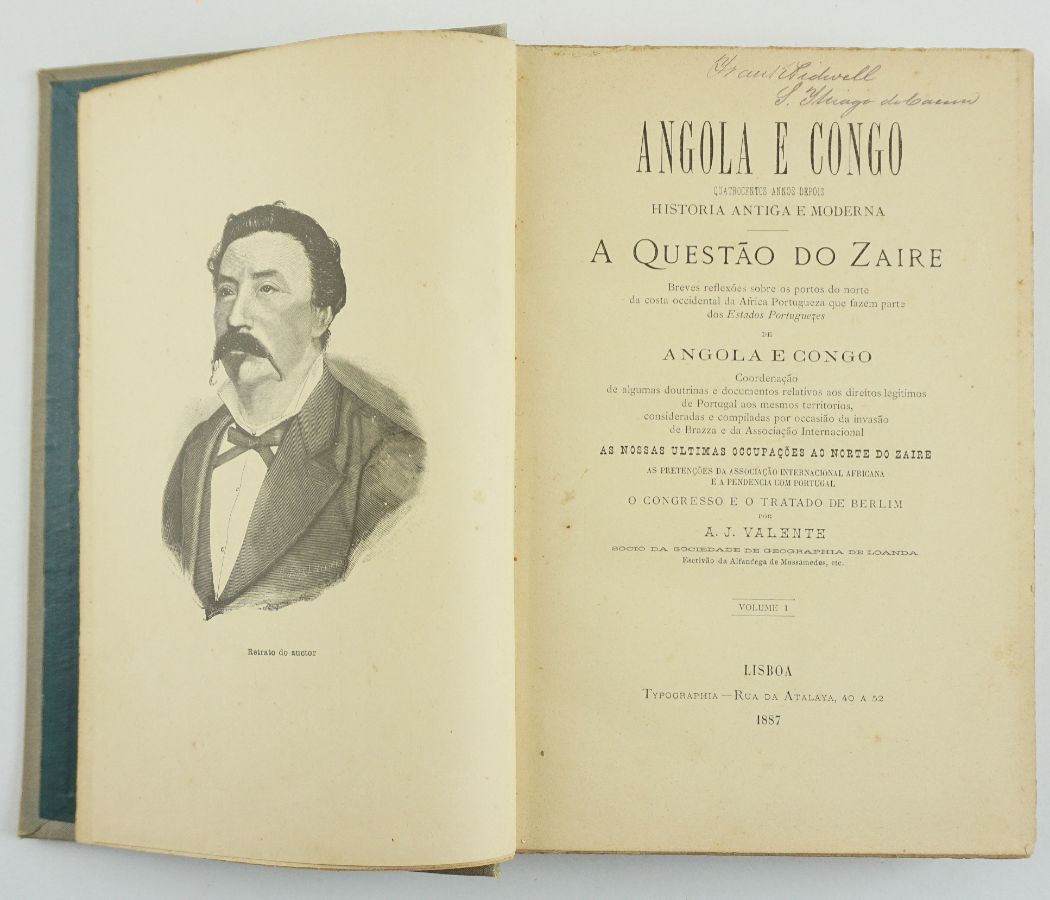 Retrato do auctor
Frank Tidwell
S. Thiago do Cacem
ANGOLA E CONGO
QUATROCENTOS ANNOS DEPOIS
HISTORIA ANTIGA E MODERNA
A QUESTÃO DO ZAIRE
Breves reflexões sobre os portos do norte
da costa occidental da Africa Portugueza que fazem parte
dos Estados Portuguezes
DE
ANGOLA E CONGO
Coordenação
de algumas doutrinas e documentos relativos aos direitos legitimos
de Portugal aos mesmos territorios,
consideradas e compiladas por occasião da invasão
de Brazza e da Associação Internacional
AS NOSSAS ULTIMAS OCCUPAÇÕES AO NORTE DO ZAIRE
AS PRETENÇÕES DA ASSOCIAÇÃO INTERNACIONAL AFRICANA
E A PENDENCIA COM PORTUGAL
O CONGRESSO E O TRATADO DE BERLIM
POR
A. J. VALENTE
SOCIO DA SOCIEDADE DE GEOGRAPHIA DE LOANDA
Escrivão da Alfandega de Mossamedes, etc.
VOLUME I
LISBOA
TYPOGRAPHIA — RUA DA ATALAYA, 40 A 52
1887